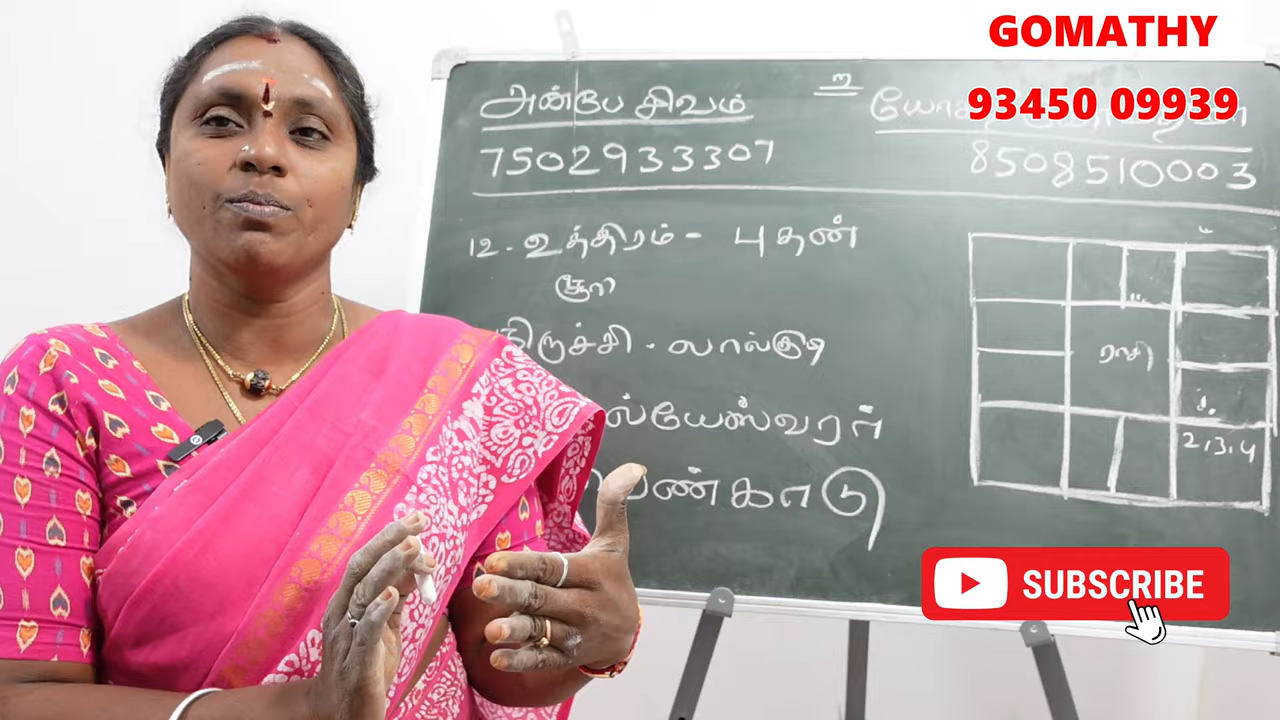 GOMATHY
93450 09939
உ
அன்பே சிவம்
7502933307
8508510003
12. உத்திரம் - புதன்
சூரி
திருச்சி - லால்குடி
ல்யேஸ்வரர்
வெண்காடு
ராசி
2,3,4
SUBSCRIBE